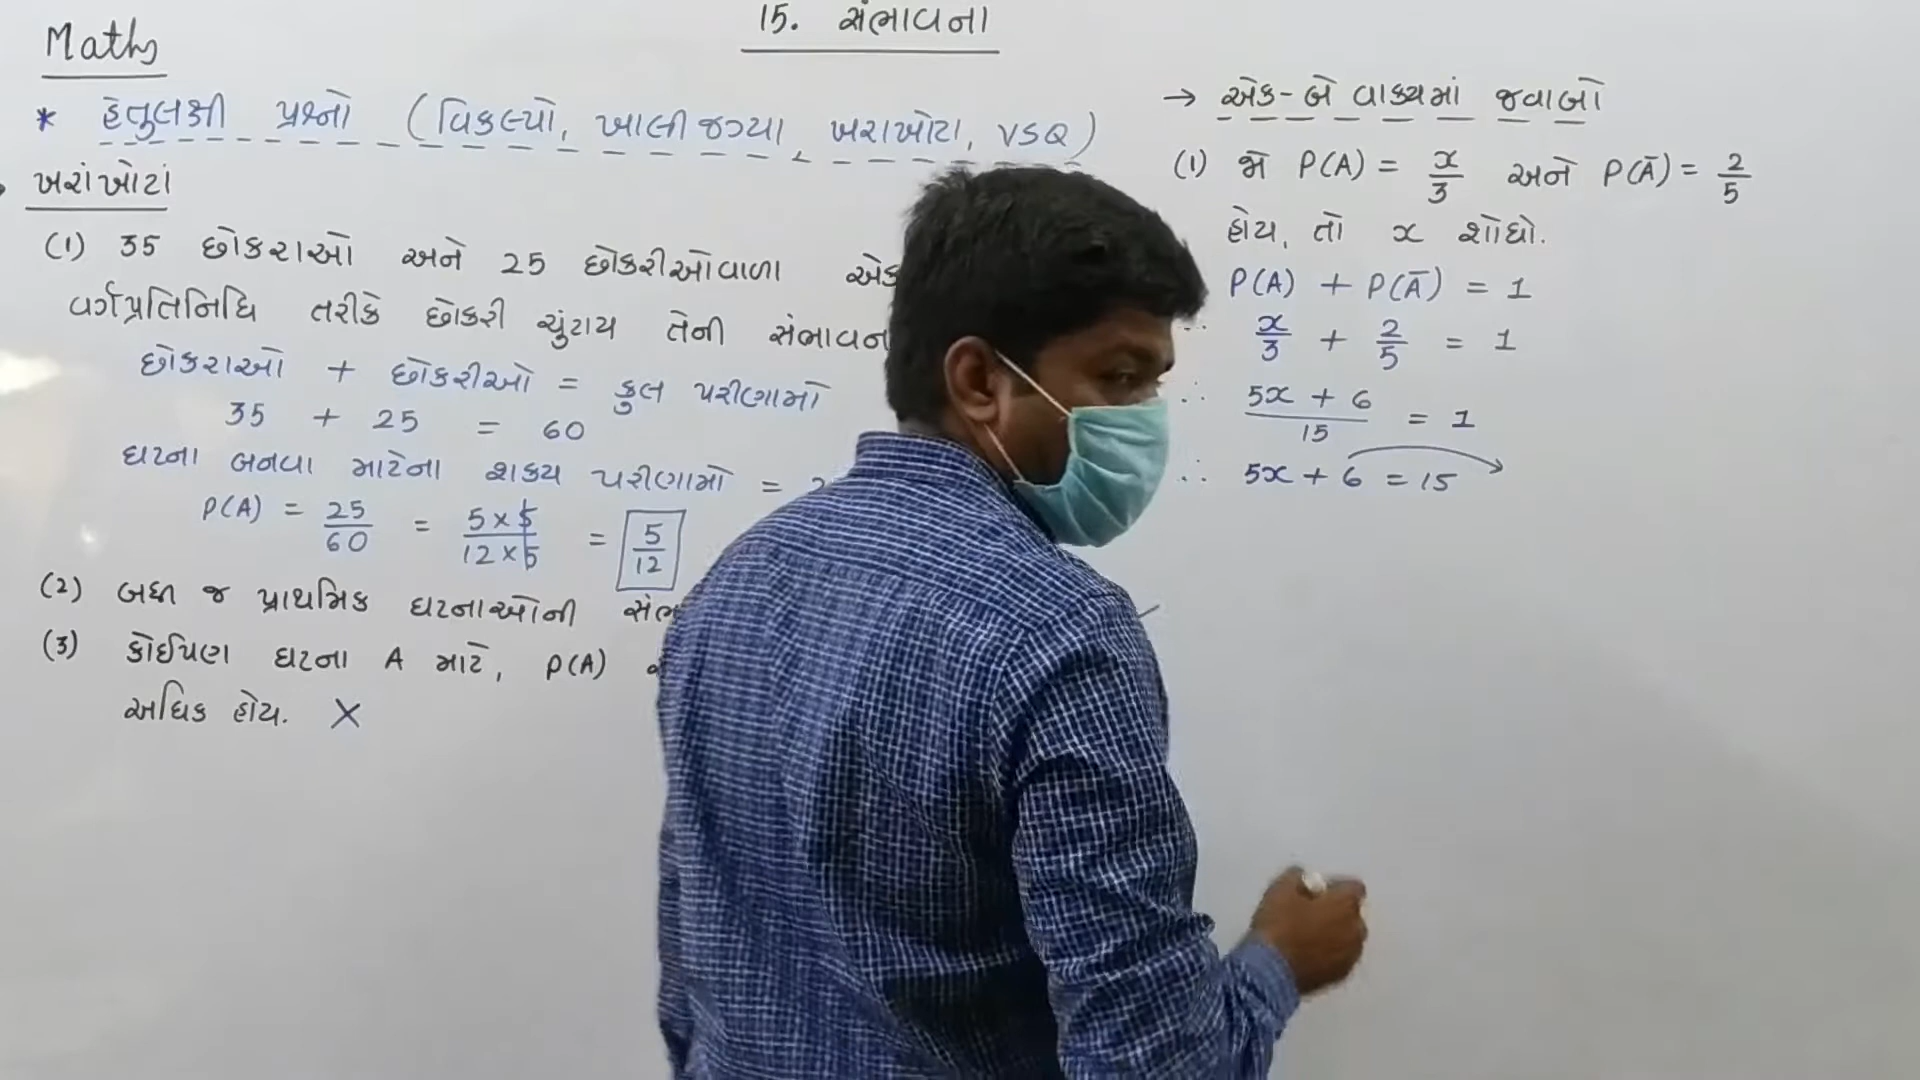 Maths
15. સંભાવના
* હેતુલક્ષી પ્રશ્નો (વિકલ્પો, ખાલી જગ્યા, ખરાખોટા, VSQ)
ખરાંખોટાં
(1) 35 છોકરાઓ અને 25 છોકરીઓવાળા એક
વર્ગપ્રતિનિધિ તરીકે છોકરી ચુંટાય તેની
છોકરાઓ + છોકરીઓ = કુલ પરીણામો
35 + 25 = 60
ઘટના બનવા માટેના શક્ય પરીણામો =
P(A) = 25/60 = 5×5/12×5 = 5/12
(2) બધી જ પ્રાથમિક ઘટનાઓની
(3) કોઈપણ ઘટના A માટે, P(A)
અધિક હોય. X
→ એક-બે વાક્યમાં જવાબો
(1) જો P(A) = x/3 અને P(Ā) = 2/5
હોય, તો x શોધો.
P(A) + P(Ā) = 1
∴ x/3 + 2/5 = 1
∴ 5x + 6/15 = 1
∴ 5x + 6 = 15